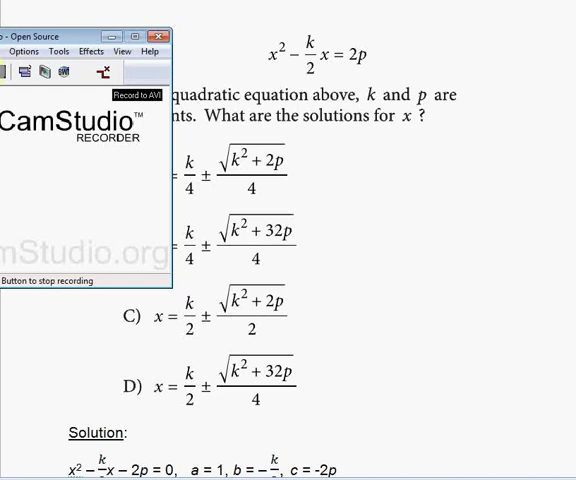 - Open Source
Options Tools Effects View Help
Record to AVI
CamStudio™
RECORDER
mStudio.org
Button to stop recording
x² − k/2 x = 2p
quadratic equation above, k and p are
nts. What are the solutions for x ?
= k/4 ± √(k² + 2p)/4
= k/4 ± √(k² + 32p)/4
C) x = k/2 ± √(k² + 2p)/2
D) x = k/2 ± √(k² + 32p)/4
Solution:
x² − k/ x − 2p = 0, a = 1, b = − k/ , c = -2p